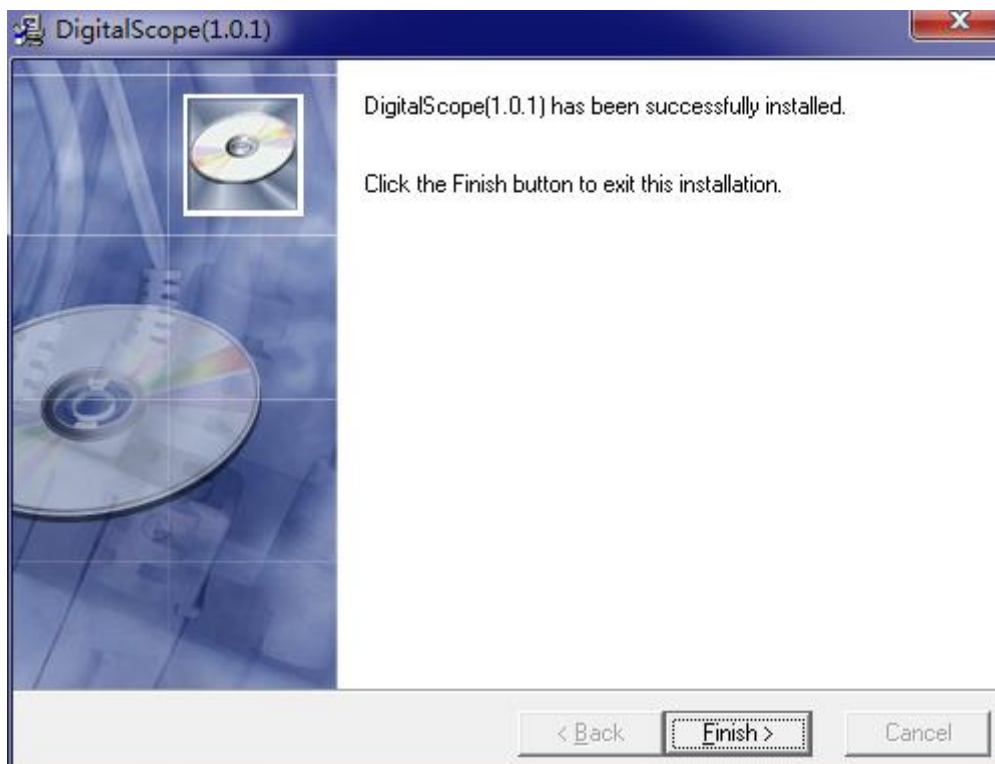 DigitalScope(1.0.1)
DigitalScope(1.0.1) has been successfully installed.
Click the Finish button to exit this installation.
< Back
Finish >
Cancel